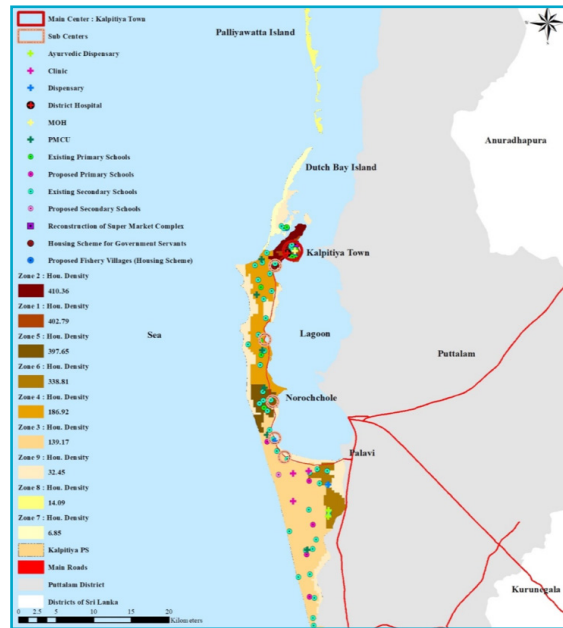 Main Center : Kalpitiya Town
Sub Centers
Ayurvedic Dispensary
Clinic
Dispensary
District Hospital
MOH
PMCU
Existing Primary Schools
Proposed Primary Schools
Existing Secondary Schools
Proposed Secondary Schools
Reconstruction of Super Market Complex
Housing Scheme for Government Servants
Proposed Fishery Villages (Housing Scheme)
Zone 2 : Hou. Density
410.36
Zone 1 : Hou. Density
402.79
Zone 5 : Hou. Density
397.65
Zone 6 : Hou. Density
338.81
Zone 4 : Hou. Density
186.92
Zone 3 : Hou. Density
139.17
Zone 9 : Hou. Density
32.45
Zone 8 : Hou. Density
14.09
Zone 7 : Hou. Density
6.85
Kalpitiya PS
Main Roads
Puttalam District
Districts of Sri Lanka
0 2.5 5 10 15 20
Kilometers
Palliyawatta Island
Anuradhapura
Dutch Bay Island
Kalpitiya Town
Sea
Lagoon
Puttalam
Norochchole
Palavi
Kurunegala